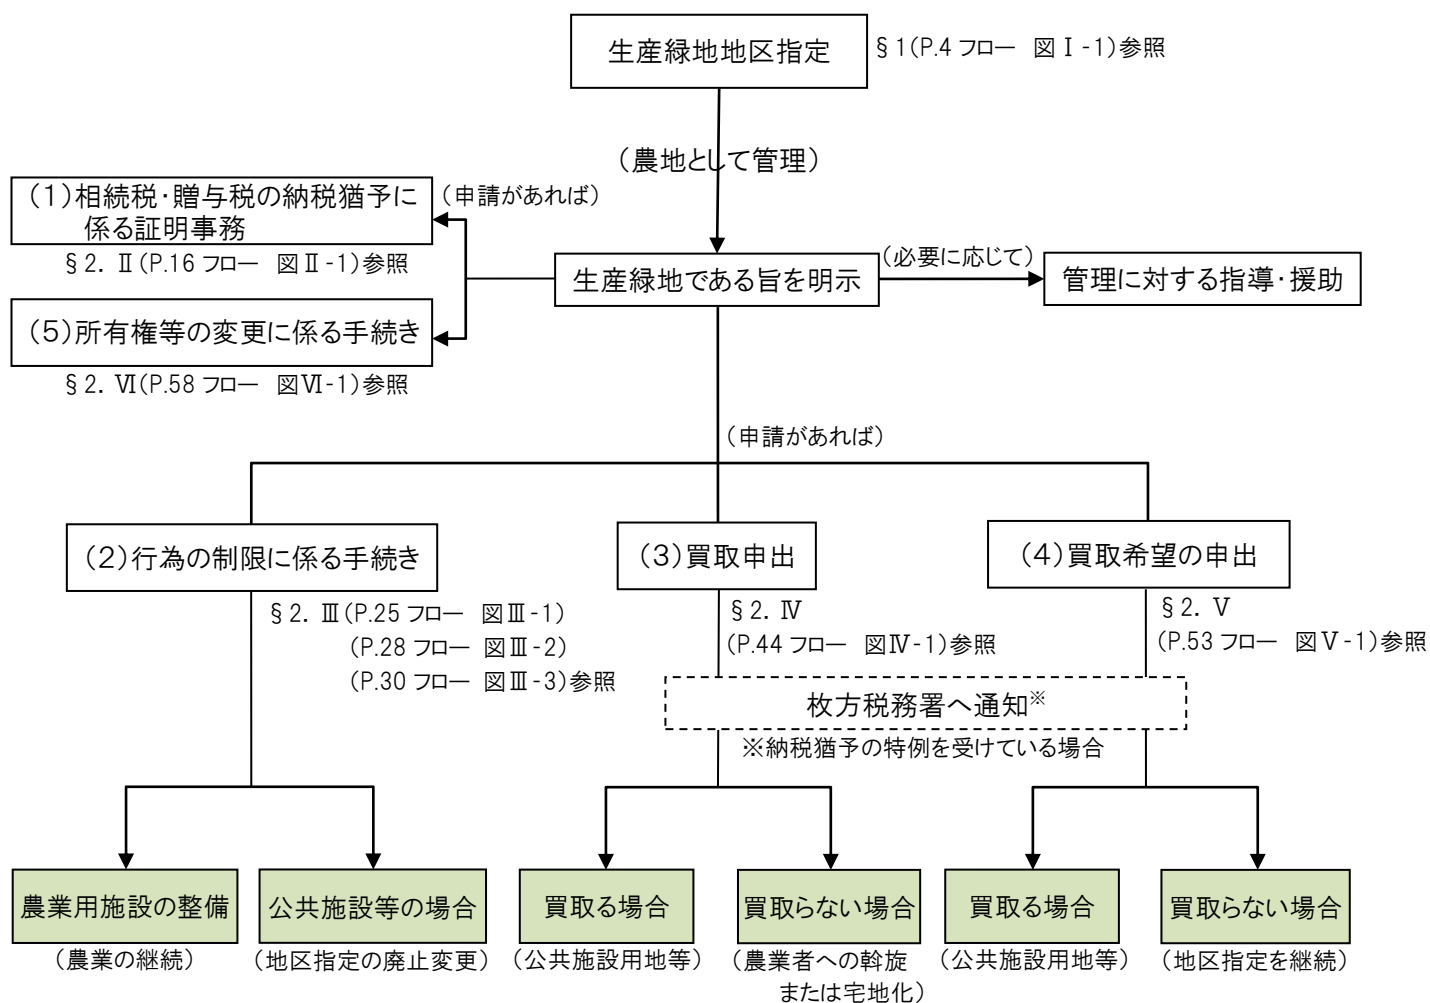 生産緑地地区指定
§1(P.4 フロー 図Ⅰ-1)参照
(農地として管理)
(1)相続税・贈与税の納税猶予に
係る証明事務
(申請があれば)
§2. Ⅱ(P.16 フロー 図Ⅱ-1)参照
生産緑地である旨を明示
(必要に応じて)
管理に対する指導・援助
(5)所有権等の変更に係る手続き
§2. Ⅵ(P.58 フロー 図Ⅵ-1)参照
(申請があれば)
(2)行為の制限に係る手続き
(3)買取申出
(4)買取希望の申出
§2. Ⅲ(P.25 フロー 図Ⅲ-1)
(P.28 フロー 図Ⅲ-2)
(P.30 フロー 図Ⅲ-3)参照
§2. Ⅳ
(P.44 フロー 図Ⅳ-1)参照
§2. Ⅴ
(P.53 フロー 図Ⅴ-1)参照
枚方税務署へ通知※
※納税猶予の特例を受けている場合
農業用施設の整備
(農業の継続)
公共施設等の場合
(地区指定の廃止変更)
買取る場合
(公共施設用地等)
買取らない場合
(農業者への斡旋
または宅地化)
買取る場合
(公共施設用地等)
買取らない場合
(地区指定を継続)